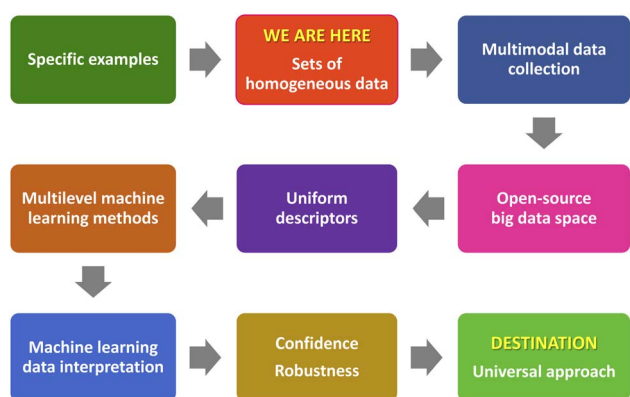 Specific examples
WE ARE HERE
Sets of
homogeneous data
Multimodal data
collection
Open-source
big data space
Uniform
descriptors
Multilevel machine
learning methods
Machine learning
data interpretation
Confidence
Robustness
DESTINATION
Universal approach